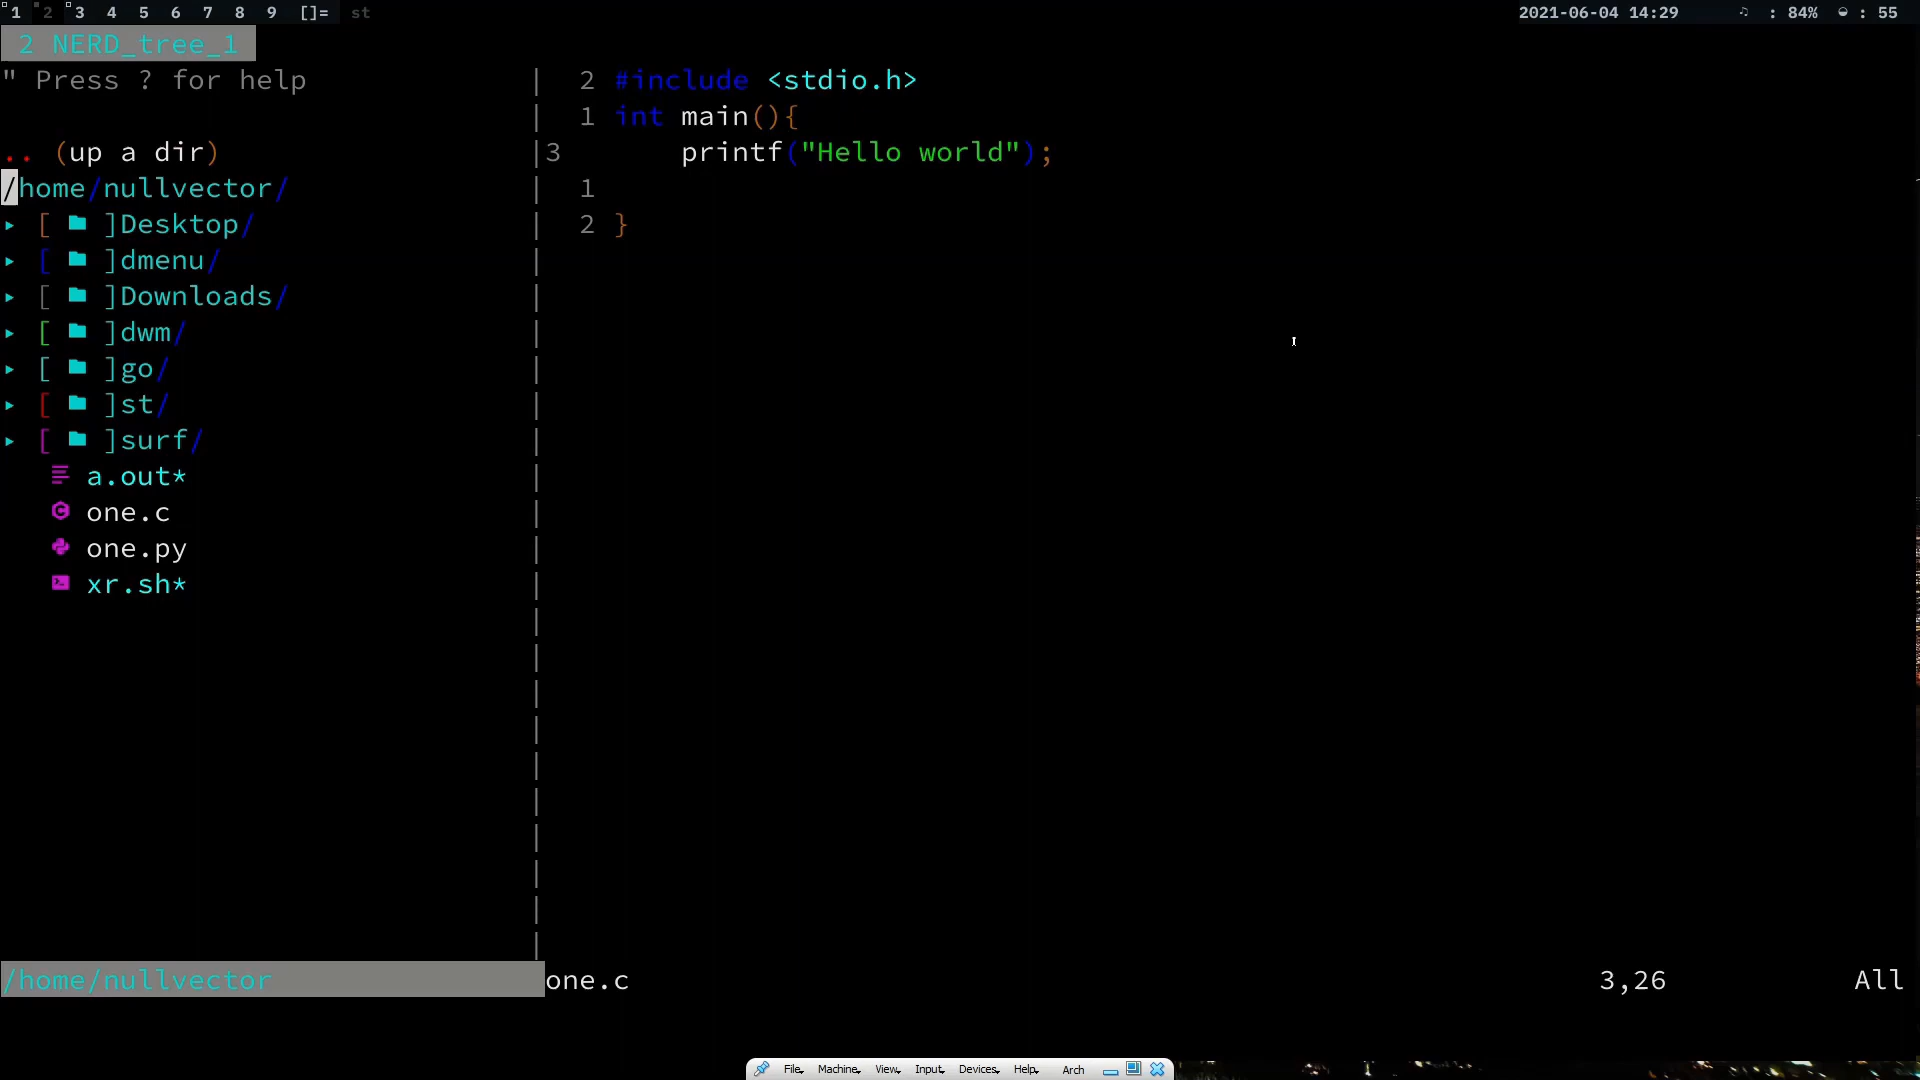 1 2 3 4 5 6 7 8 9 []= st 2021-06-04 14:29 ♫ : 84% : 55
2 NERD_tree_1
" Press ? for help
.. (up a dir)
/home/nullvector/
▸ [ ]Desktop/
▸ [ ]dmenu/
▸ [ ]Downloads/
▸ [ ]dwm/
▸ [ ]go/
▸ [ ]st/
▸ [ ]surf/
a.out*
one.c
one.py
xr.sh*
2 #include <stdio.h>
1 int main(){
3 printf("Hello world");
1
2 }
/home/nullvector
one.c 3,26 All
File Machine View Input Devices Help Arch